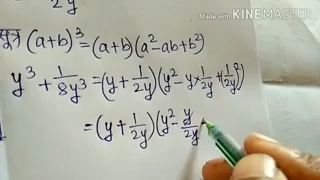 2y
Made with KINEMASTER
সূত্র (a+b)³=(a+b)(a²-ab+b²)
y³+1/8y³=(y+1/2y)(y²-y×1/2y+(1/2y)²)
=(y+1/2y)(y²-y/2y